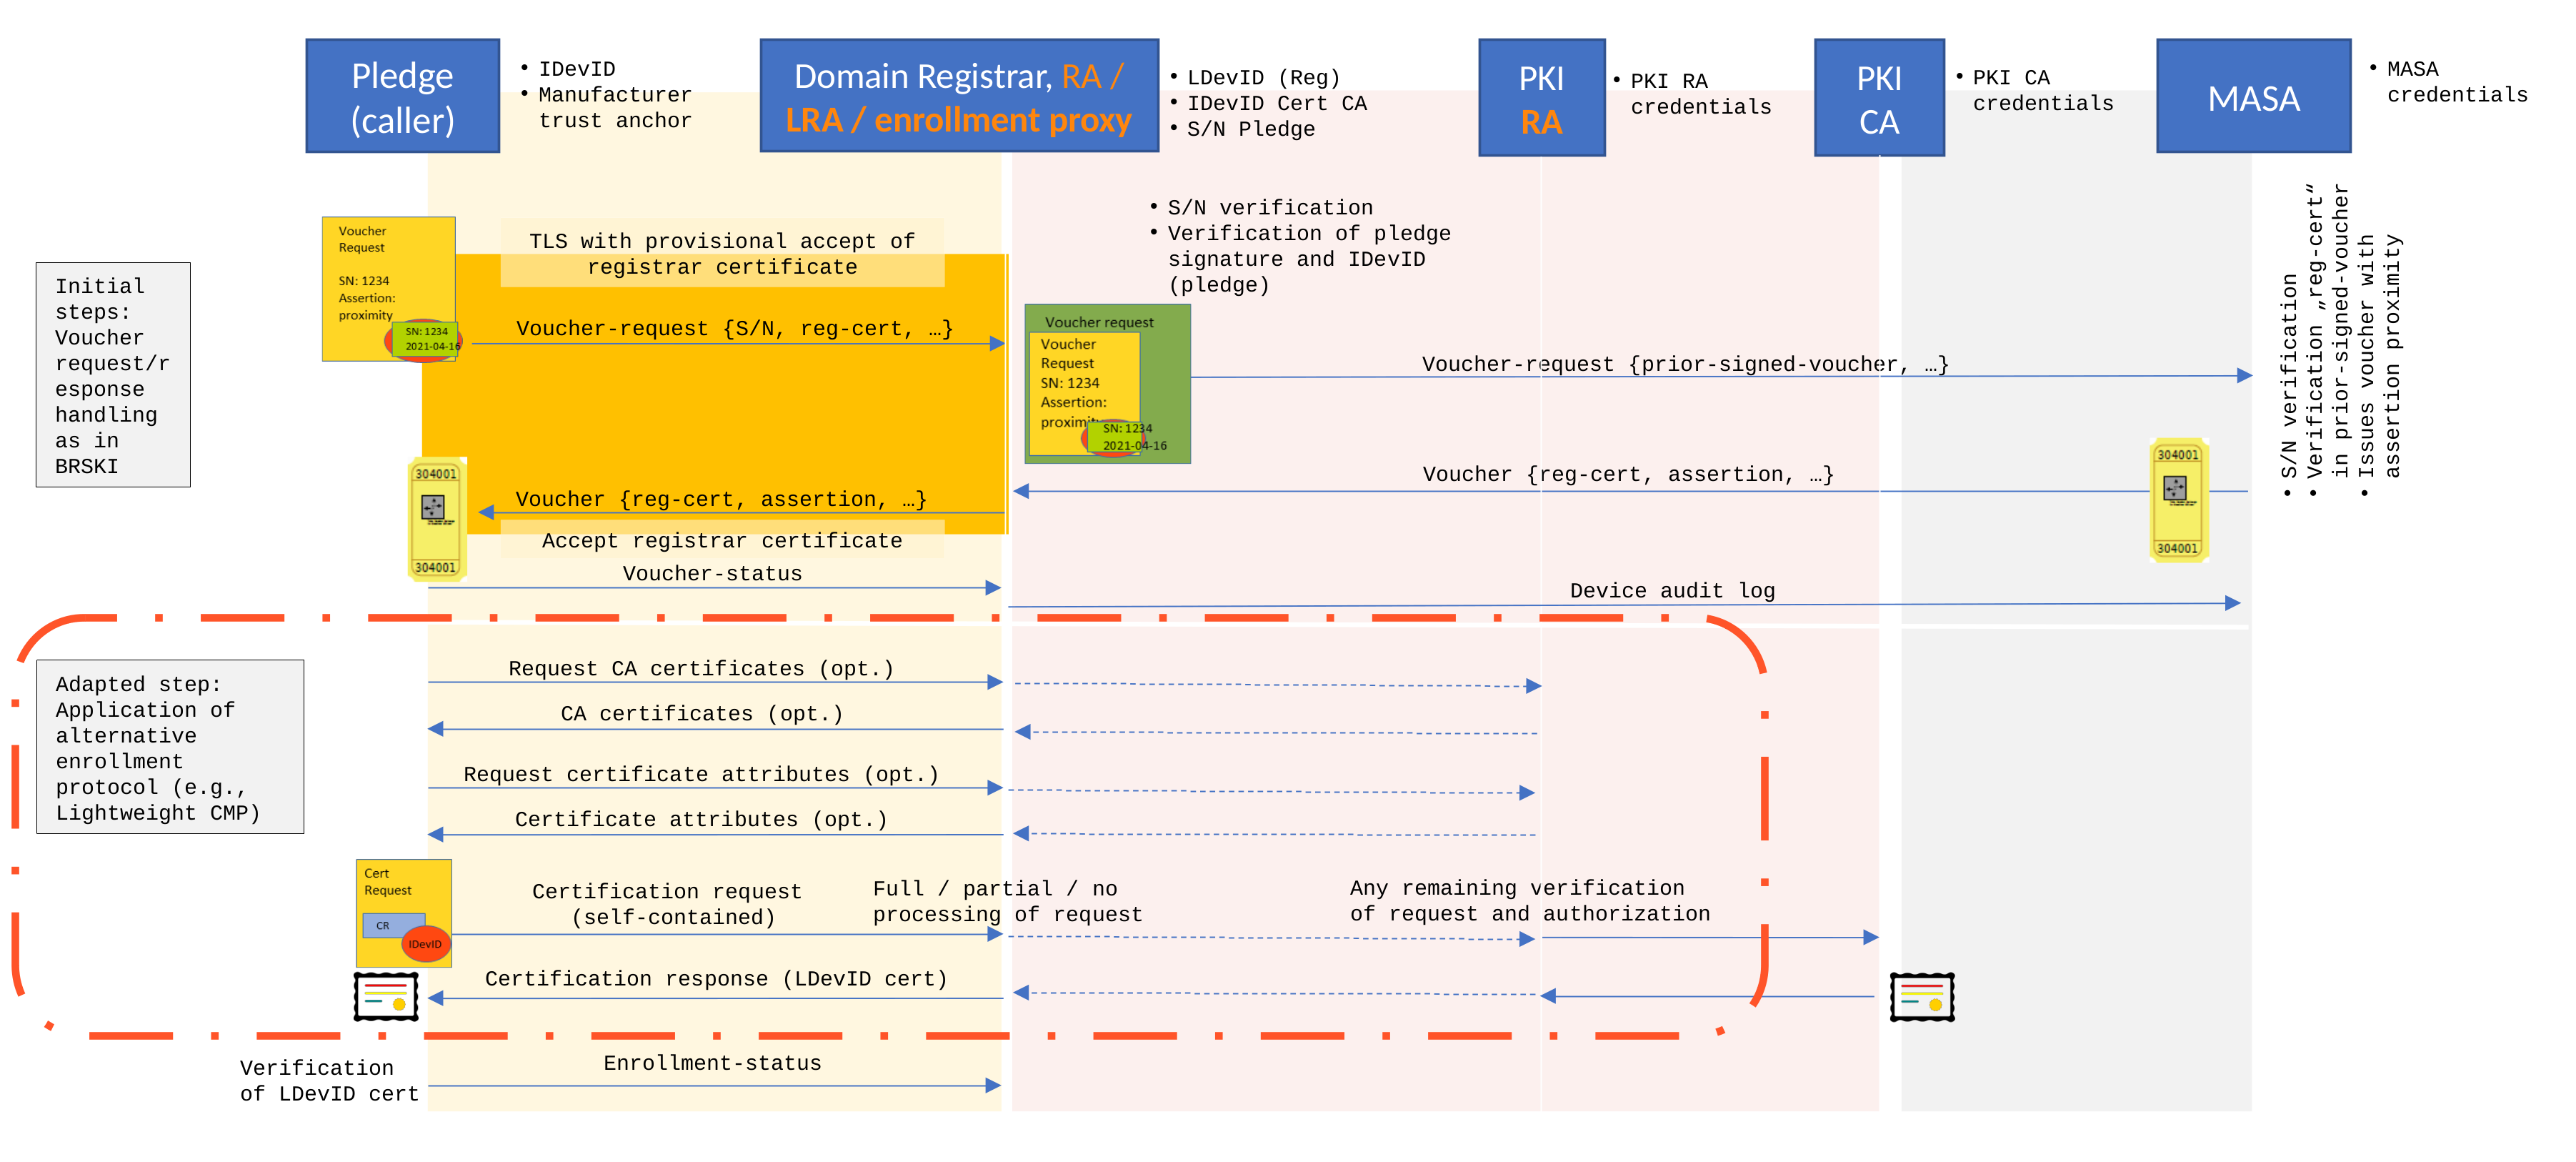 Pledge
(caller)
• IDevID
• Manufacturer
trust anchor
Domain Registrar, RA /
LRA / enrollment proxy
• LDevID (Reg)
• IDevID Cert CA
• S/N Pledge
PKI
RA
• PKI RA
credentials
PKI
CA
• PKI CA
credentials
MASA
• MASA
credentials
Initial
steps:
Voucher
request/r
esponse
handling
as in
BRSKI
Voucher
Request
SN: 1234
Assertion:
proximity
SN: 1234
2021-04-16
TLS with provisional accept of
registrar certificate
Voucher-request {S/N, reg-cert, …}
• S/N verification
• Verification of pledge
signature and IDevID
(pledge)
Voucher request
Voucher
Request
SN: 1234
Assertion:
proximity
SN: 1234
2021-04-16
Voucher-request {prior-signed-voucher, …}
• S/N verification
• Verification „reg-cert“
in prior-signed-voucher
• Issues voucher with
assertion proximity
Voucher {reg-cert, assertion, …}
304001
304001
Voucher {reg-cert, assertion, …}
304001
304001
Accept registrar certificate
Voucher-status
Device audit log
Adapted step:
Application of
alternative
enrollment
protocol (e.g.,
Lightweight CMP)
Request CA certificates (opt.)
CA certificates (opt.)
Request certificate attributes (opt.)
Certificate attributes (opt.)
Cert
Request
CR
IDevID
Certification request
(self-contained)
Full / partial / no
processing of request
Any remaining verification
of request and authorization
Certification response (LDevID cert)
Verification
of LDevID cert
Enrollment-status